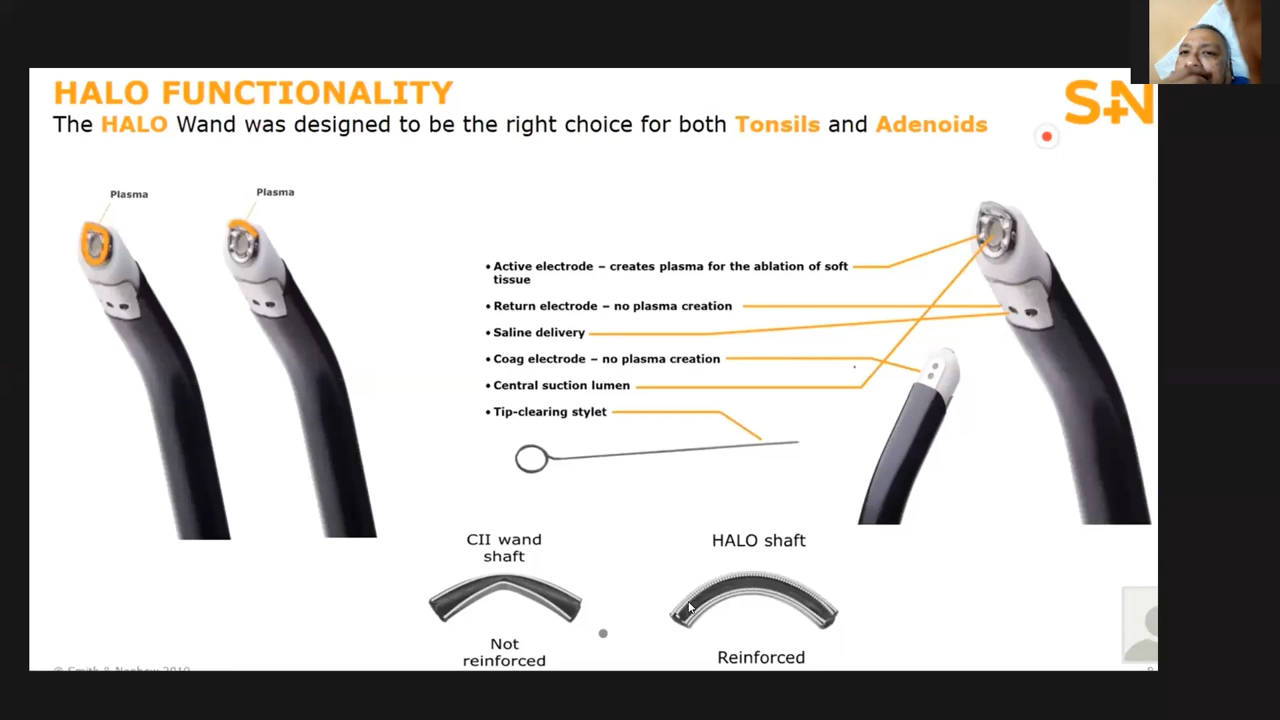 HALO FUNCTIONALITY
The HALO Wand was designed to be the right choice for both Tonsils and Adenoids
S+N
Plasma
Plasma
• Active electrode – creates plasma for the ablation of soft
tissue
• Return electrode – no plasma creation
• Saline delivery
• Coag electrode – no plasma creation
• Central suction lumen
• Tip-clearing stylet
CII wand
shaft
HALO shaft
Not
reinforced
Reinforced
© Smith & Nephew 2019